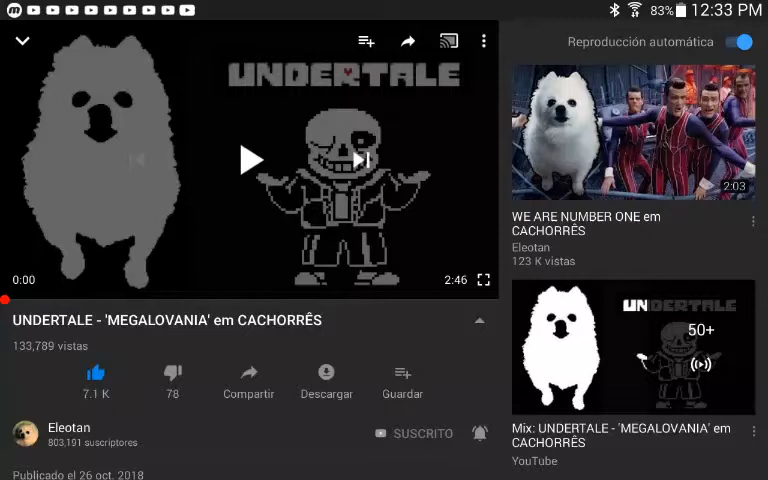 83% 12:33 PM
UNDERTALE
0:00
2:46
UNDERTALE - 'MEGALOVANIA' em CACHORRÊS
133,789 vistas
7.1 K
78
Compartir
Descargar
Guardar
Eleotan
803,191 suscriptores
SUSCRITO
Publicado el 26 oct. 2018
Reproducción automática
2:03
WE ARE NUMBER ONE em
CACHORRÊS
Eleotan
123 K vistas
UNDERTALE
50+
Mix: UNDERTALE - 'MEGALOVANIA' em
CACHORRÊS
YouTube